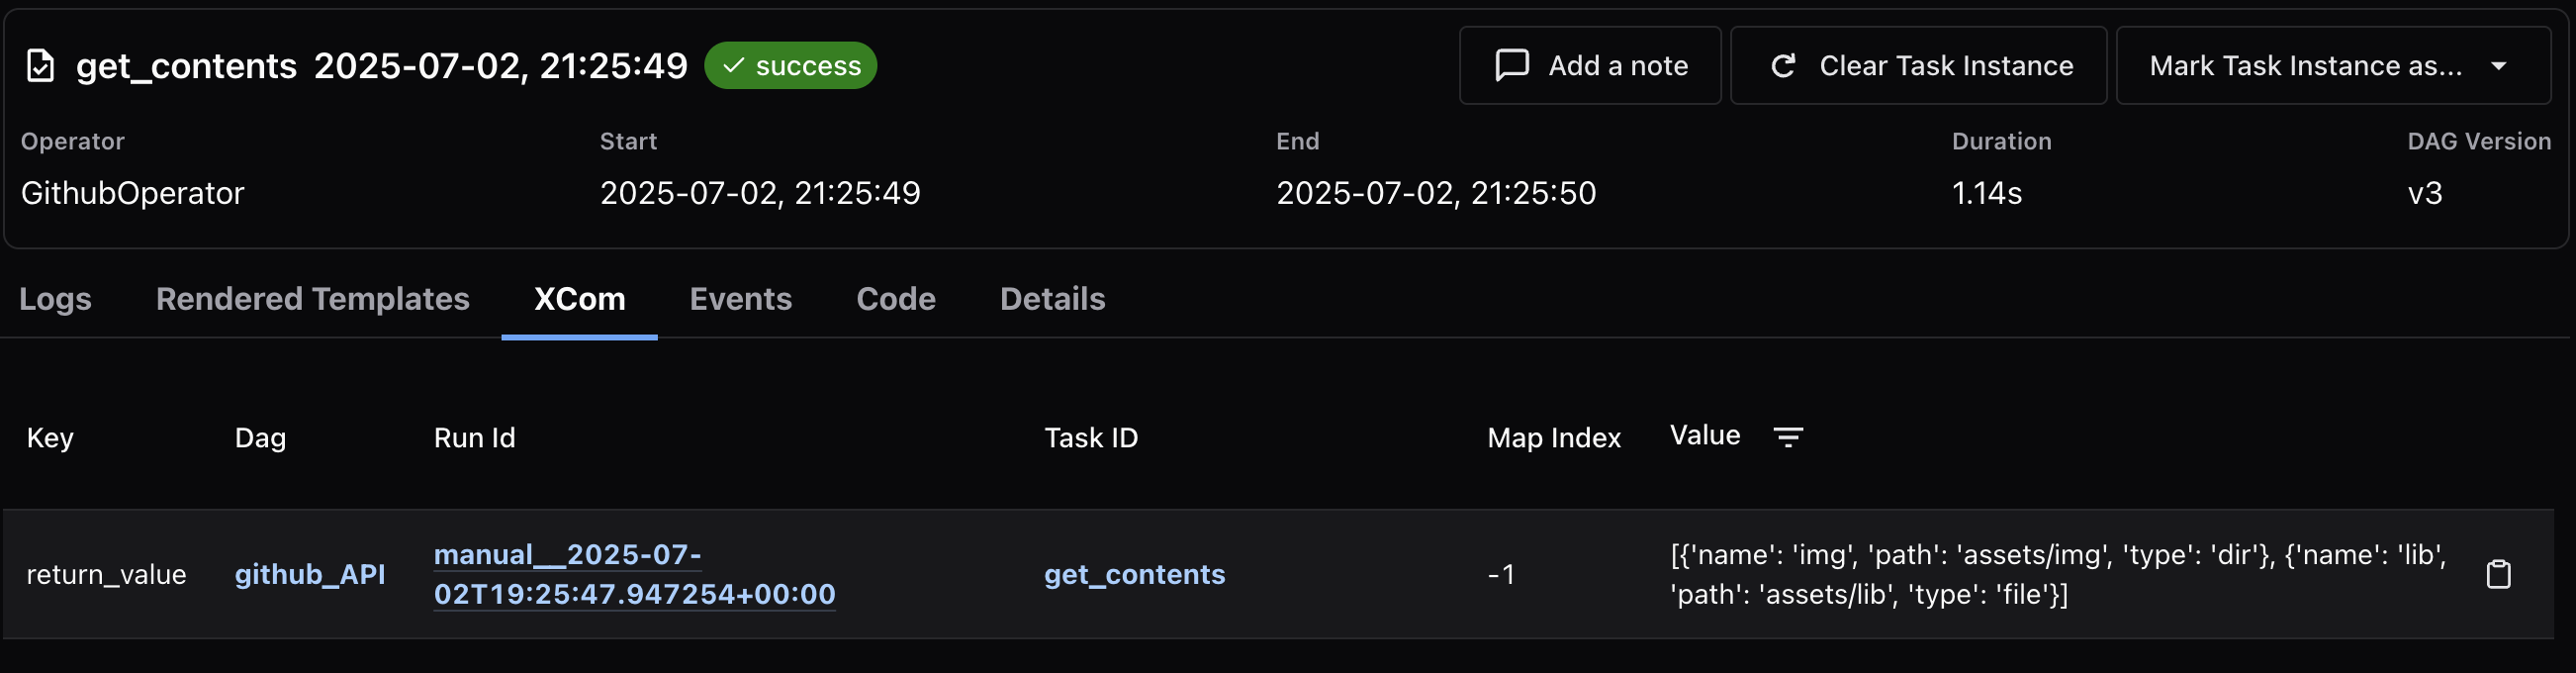 get_contents 2025-07-02, 21:25:49 success Add a note Clear Task Instance Mark Task Instance as...
Operator Start End Duration DAG Version
GithubOperator 2025-07-02, 21:25:49 2025-07-02, 21:25:50 1.14s v3
Logs Rendered Templates XCom Events Code Details
Key Dag Run Id Task ID Map Index Value
return_value github_API manual__2025-07-
02T19:25:47.947254+00:00 get_contents -1 [{'name': 'img', 'path': 'assets/img', 'type': 'dir'}, {'name': 'lib',
'path': 'assets/lib', 'type': 'file'}]